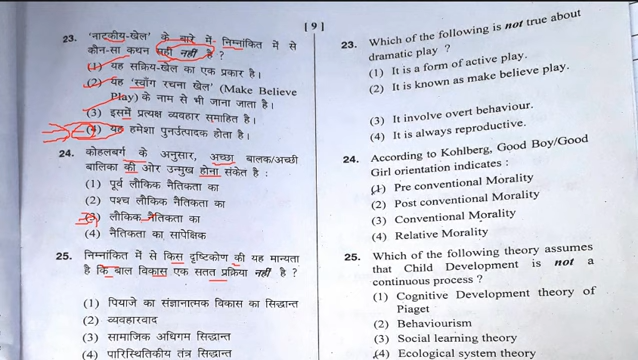 [ 9 ]
23. 'नाटकीय-खेल' के बारे में निम्नांकित में से
कौन-सा कथन सही नहीं है ?
(1) यह सक्रिय-खेल का एक प्रकार है।
(2) यह 'स्वाँग रचना खेल' (Make Believe
Play) के नाम से भी जाना जाता है।
(3) इसमें प्रत्यक्ष व्यवहार समाहित है।
(4) यह हमेशा पुनर्उत्पादक होता है।
24. कोहलबर्ग के अनुसार, अच्छा बालक/अच्छी
बालिका की ओर उन्मुख होना संकेत है :
(1) पूर्व लौकिक नैतिकता का
(2) पश्च लौकिक नैतिकता का
(3) लौकिक नैतिकता का
(4) नैतिकता का सापेक्षिक
25. निम्नांकित में से किस दृष्टिकोण की यह मान्यता
है कि बाल विकास एक सतत प्रक्रिया नहीं है ?
(1) पियाजे का संज्ञानात्मक विकास का सिद्धान्त
(2) व्यवहारवाद
(3) सामाजिक अधिगम सिद्धान्त
(4) पारिस्थितिकीय तंत्र सिद्धान्त
23. Which of the following is not true about
dramatic play ?
(1) It is a form of active play.
(2) It is known as make believe play.
(3) It involve overt behaviour.
(4) It is always reproductive.
24. According to Kohlberg, Good Boy/Good
Girl orientation indicates :
(1) Pre conventional Morality
(2) Post conventional Morality
(3) Conventional Morality
(4) Relative Morality
25. Which of the following theory assumes
that Child Development is not a
continuous process ?
(1) Cognitive Development theory of
Piaget
(2) Behaviourism
(3) Social learning theory
(4) Ecological system theory